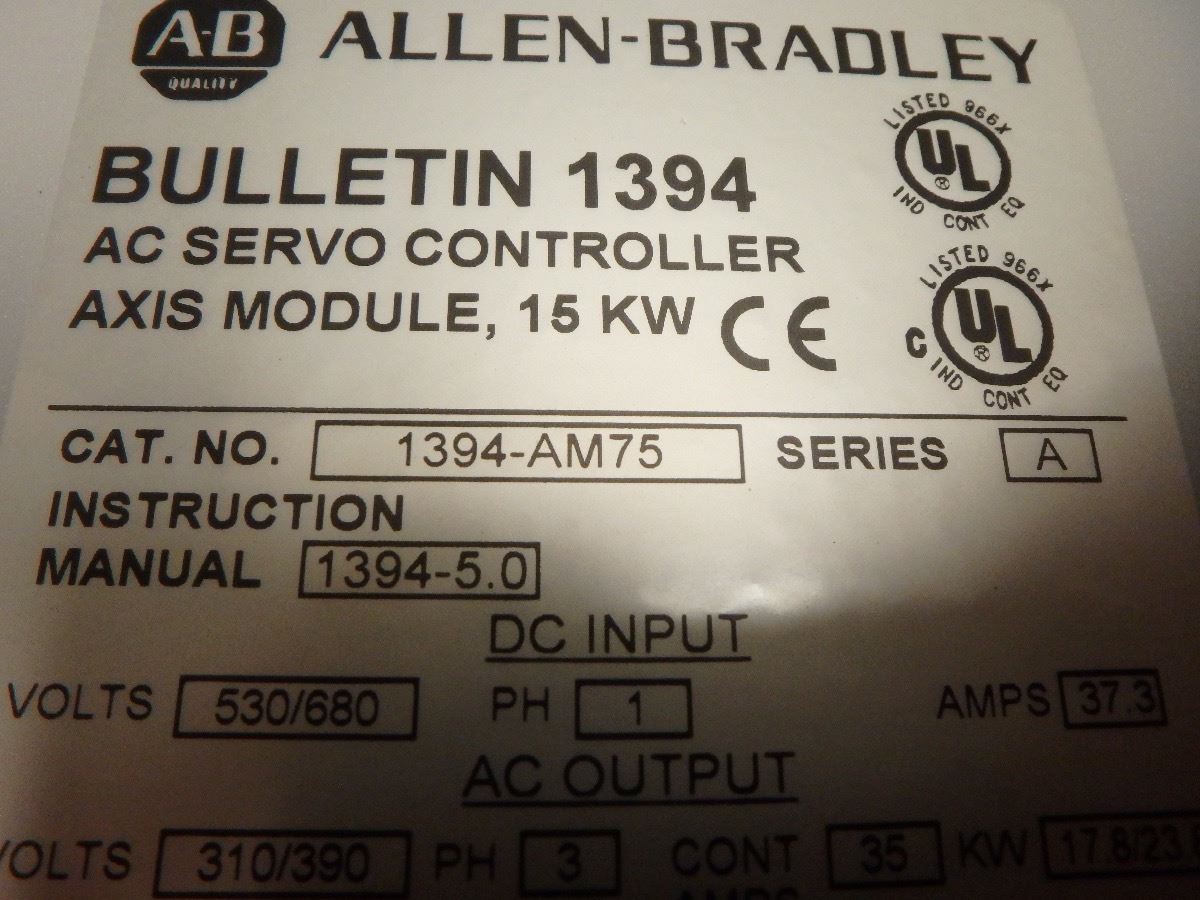 A-B
QUALITY
ALLEN-BRADLEY
BULLETIN 1394
AC SERVO CONTROLLER
AXIS MODULE, 15 KW CE
LISTED 966X
UL ®
IND CONT EQ
LISTED 966X
C UL ®
IND CONT EQ
CAT. NO. 1394-AM75 SERIES A
INSTRUCTION
MANUAL 1394-5.0
DC INPUT
VOLTS 530/680 PH 1 AMPS 37.3
AC OUTPUT
VOLTS 310/390 PH 3 CONT 35 KW
AMPS